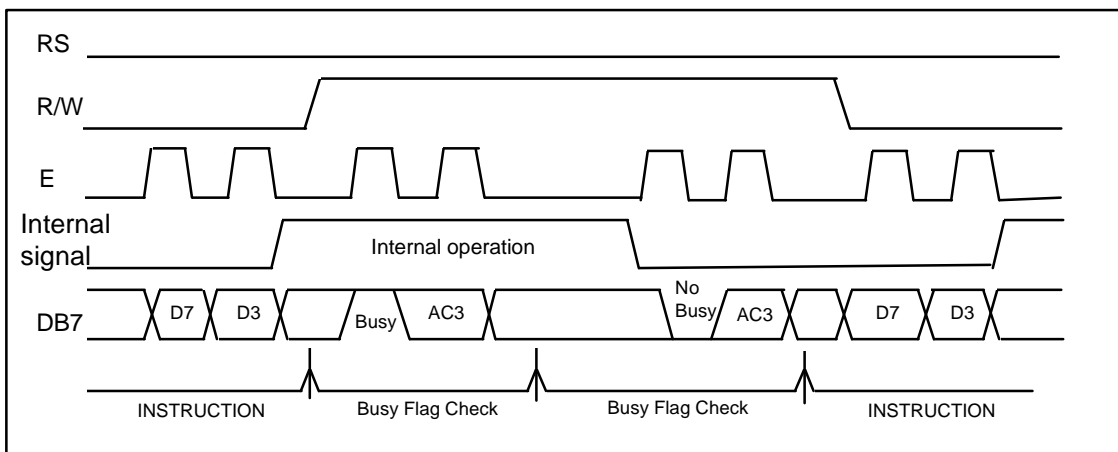 RS
R/W
E
Internal
signal
Internal operation
DB7
D7
D3
Busy
AC3
No
Busy
AC3
D7
D3
INSTRUCTION
Busy Flag Check
Busy Flag Check
INSTRUCTION